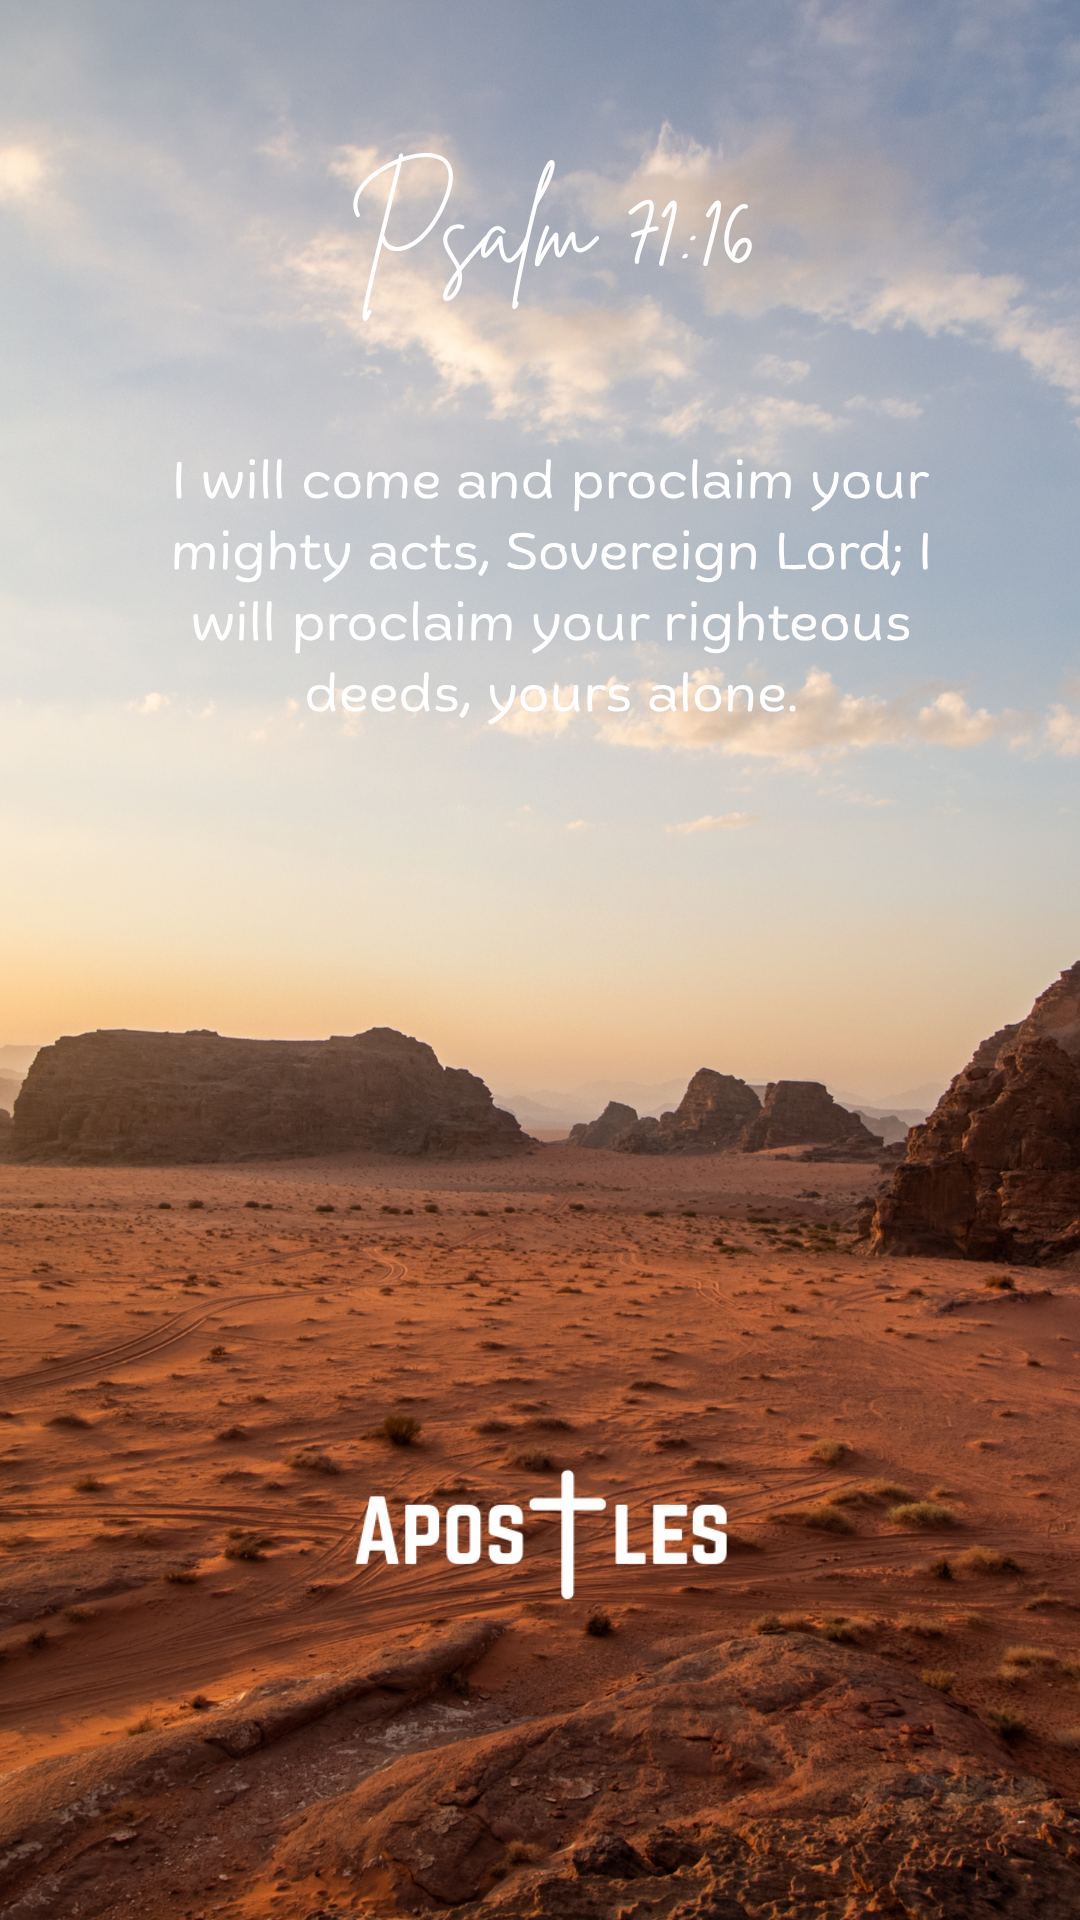 Psalm 71:16
I will come and proclaim your
mighty acts, Sovereign Lord; I
will proclaim your righteous
deeds, yours alone.
APOSTLES